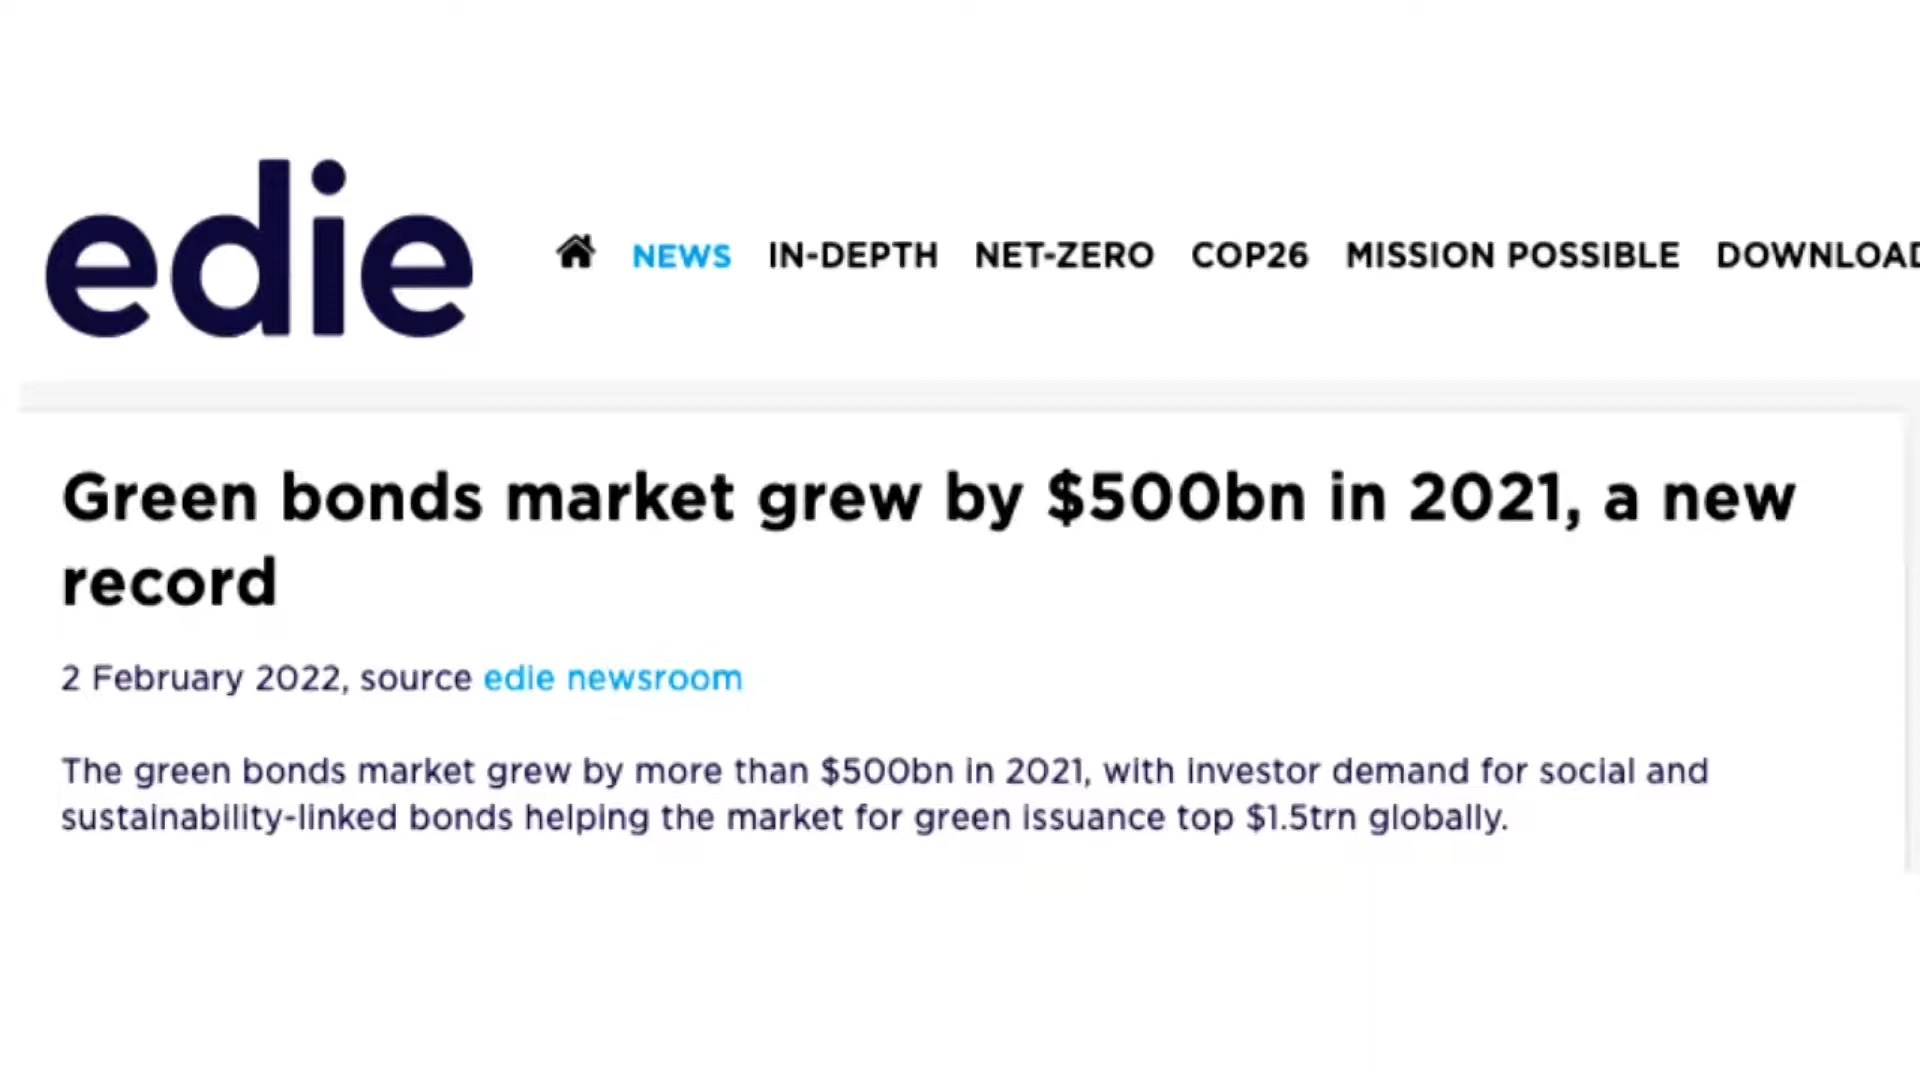 edie
NEWS IN-DEPTH NET-ZERO COP26 MISSION POSSIBLE DOWNLOAD
Green bonds market grew by $500bn in 2021, a new
record
2 February 2022, source edie newsroom
The green bonds market grew by more than $500bn in 2021, with investor demand for social and
sustainability-linked bonds helping the market for green issuance top $1.5trn globally.